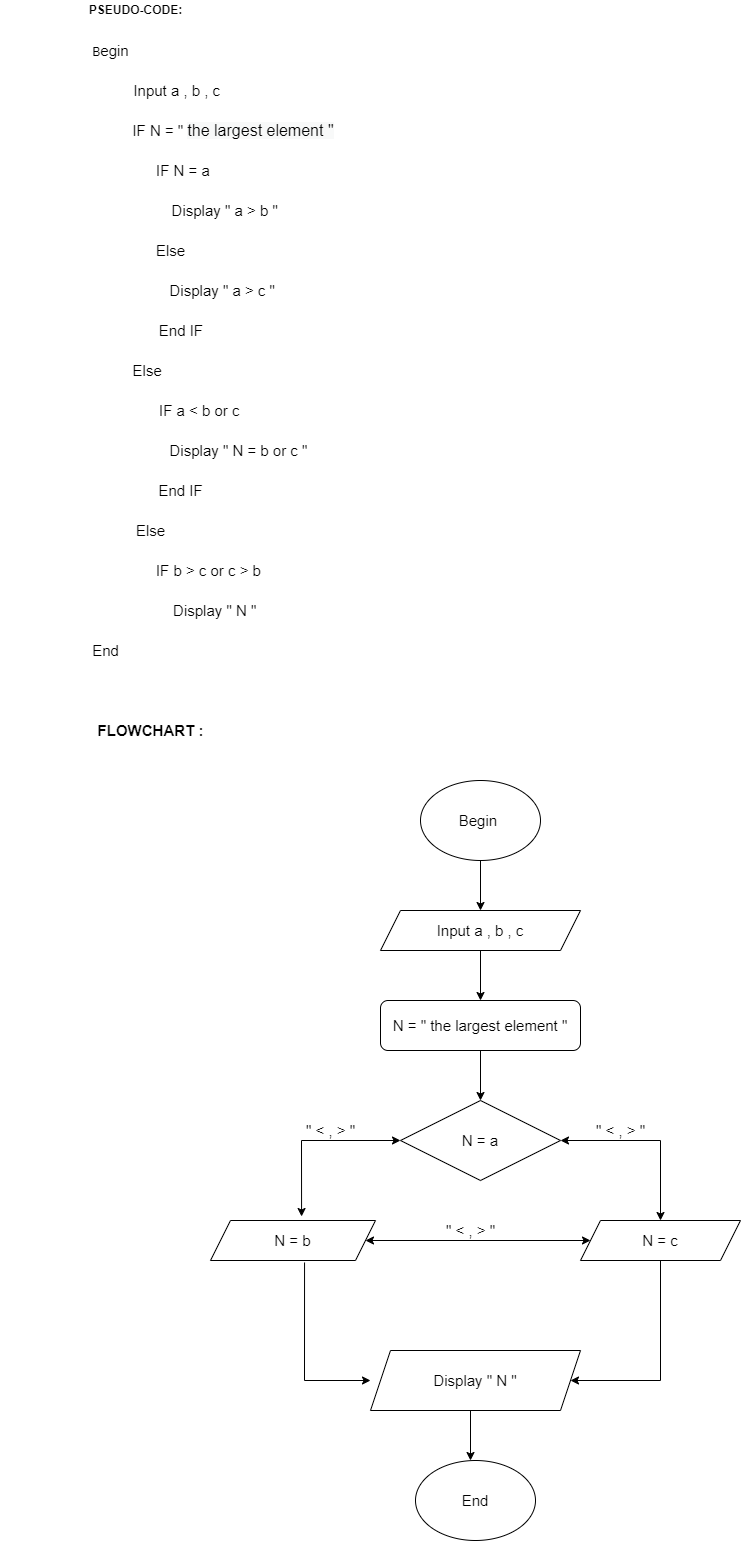 PSEUDO-CODE:
Begin
Input a , b , c
IF N = " the largest element "
IF N = a
Display " a > b "
Else
Display " a > c "
End IF
Else
IF a < b or c
Display " N = b or c "
End IF
Else
IF b > c or c > b
Display " N "
End
FLOWCHART :
Begin
Input a , b , c
N = " the largest element "
" < , > "
N = a
" < , > "
N = b
" < , > "
N = c
Display " N "
End